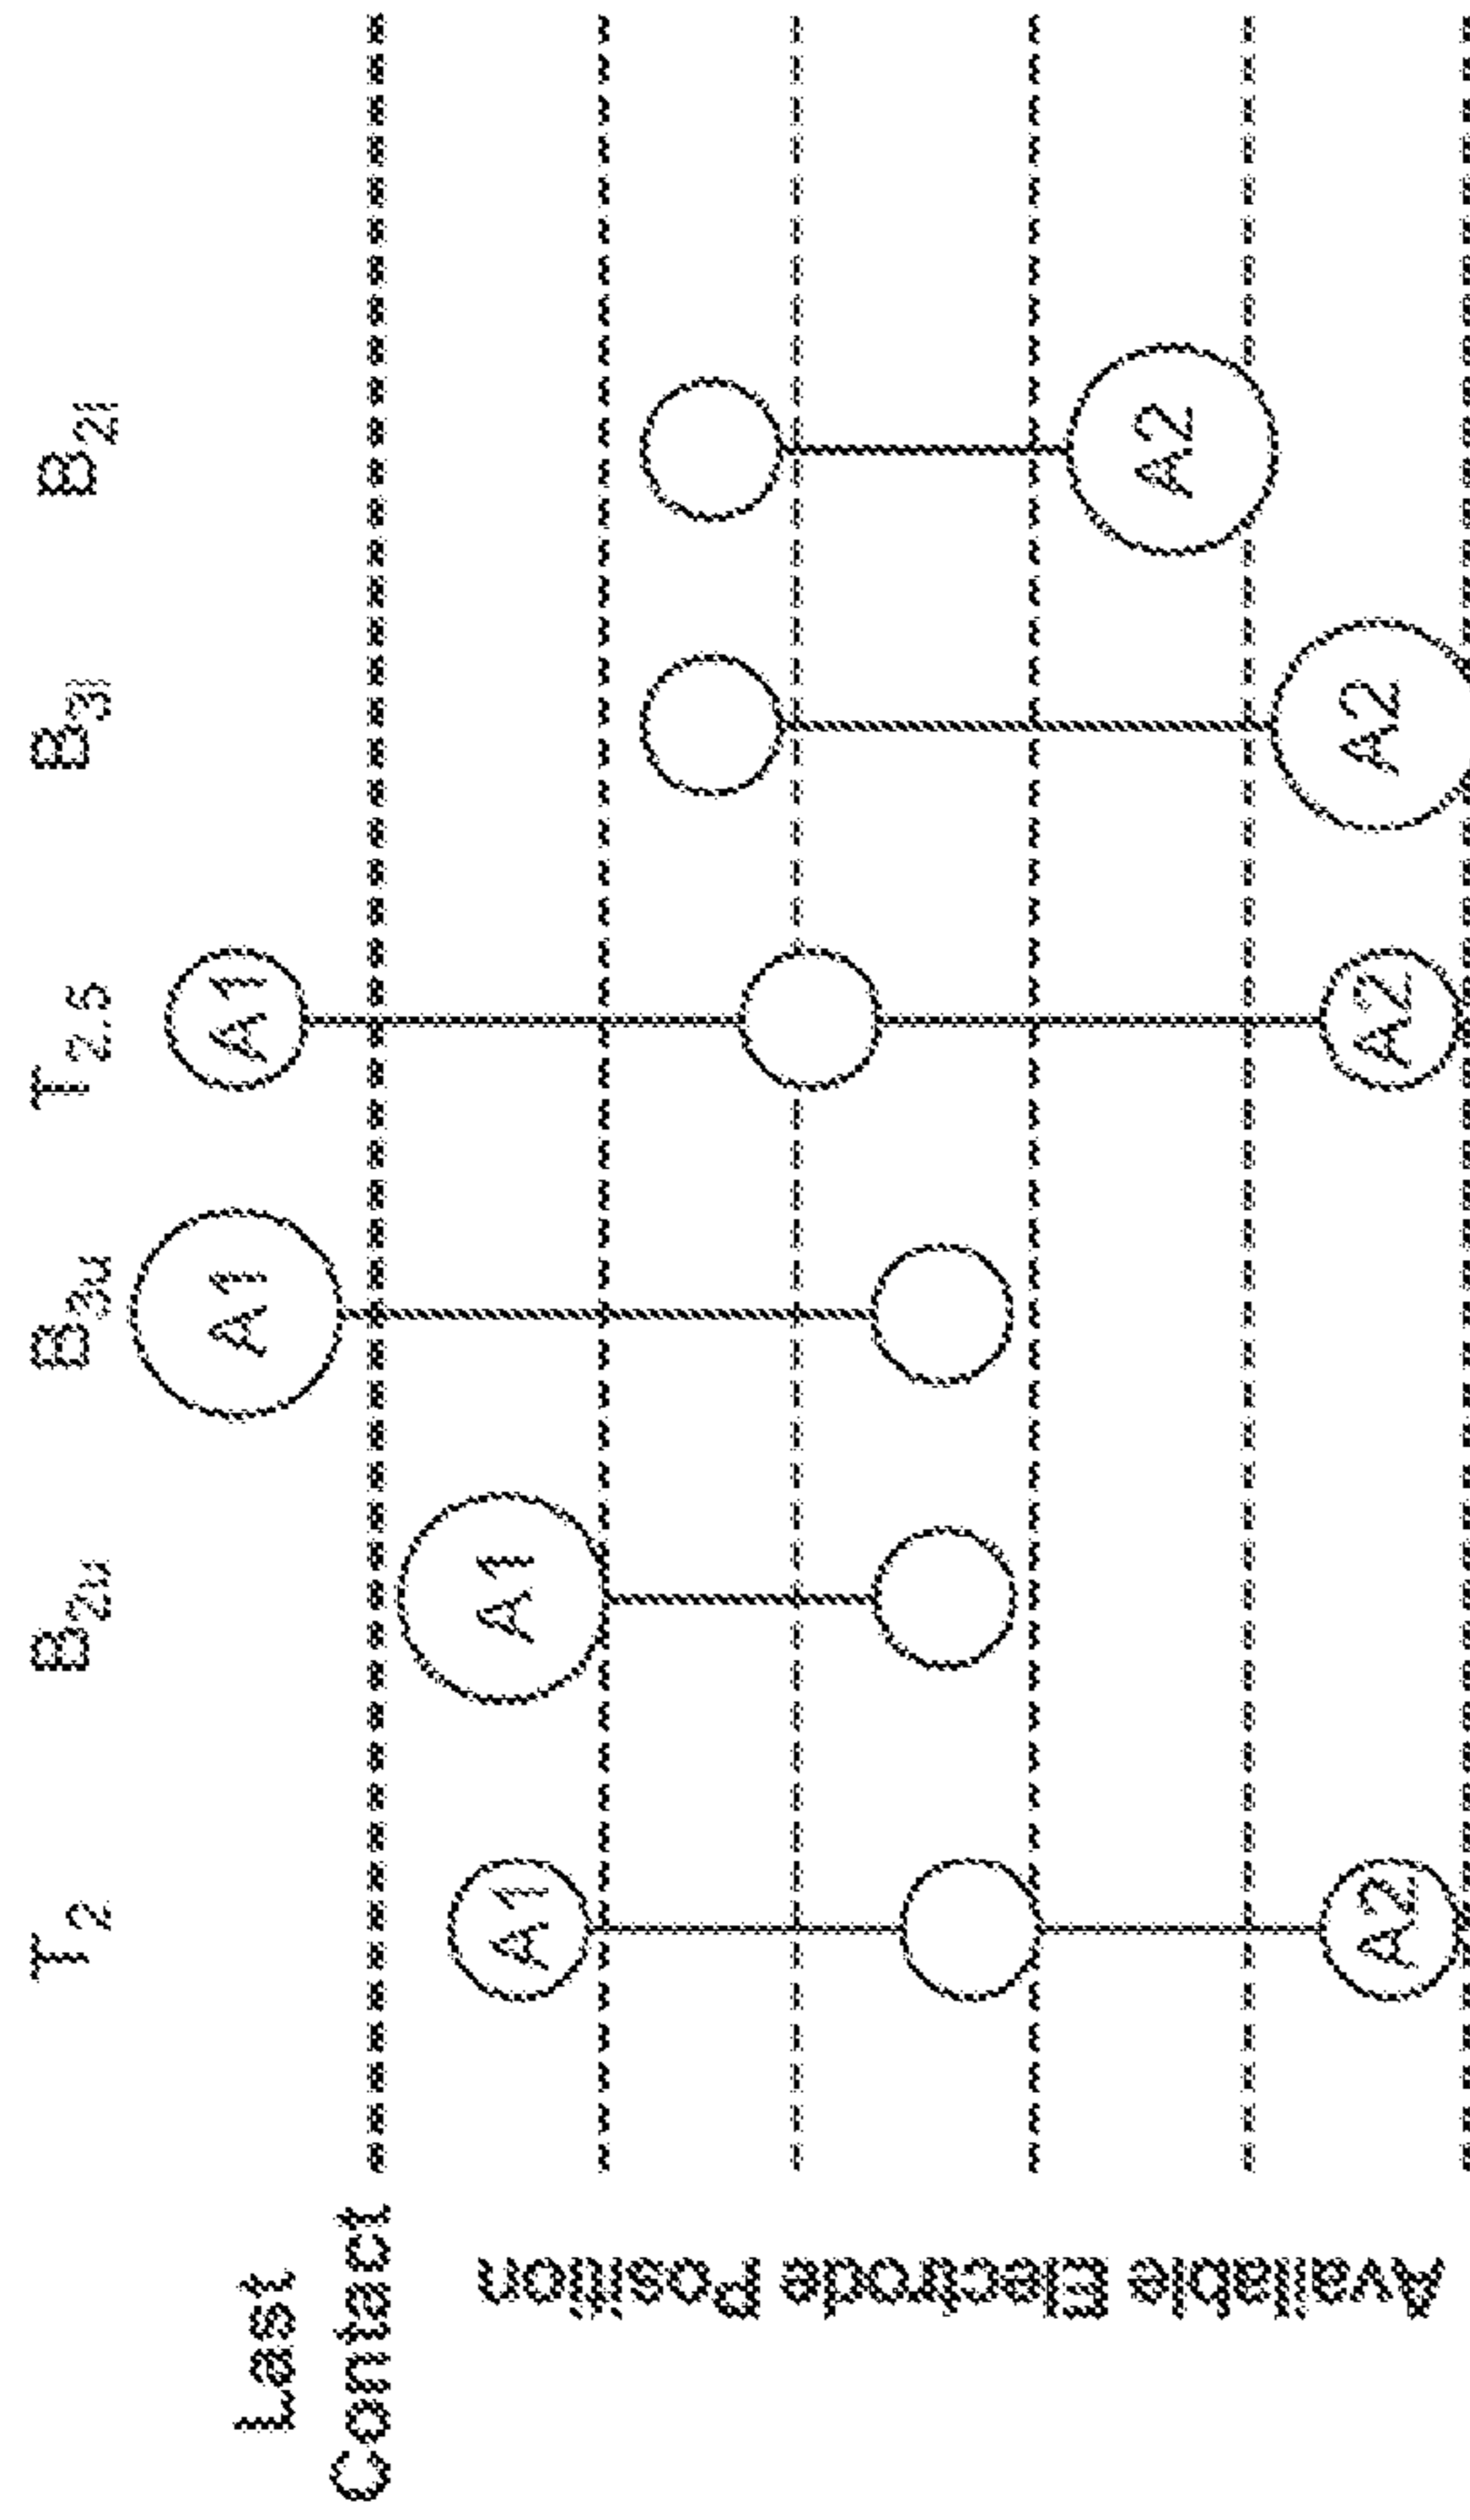 T₂ B₂ᵤ B₃ᵤ T₂.₅ B₃ₗ B₂ₗ
A1 A1
Last
Contact
A1 A1
Available Electrode Position
A2
A2 A2 A2